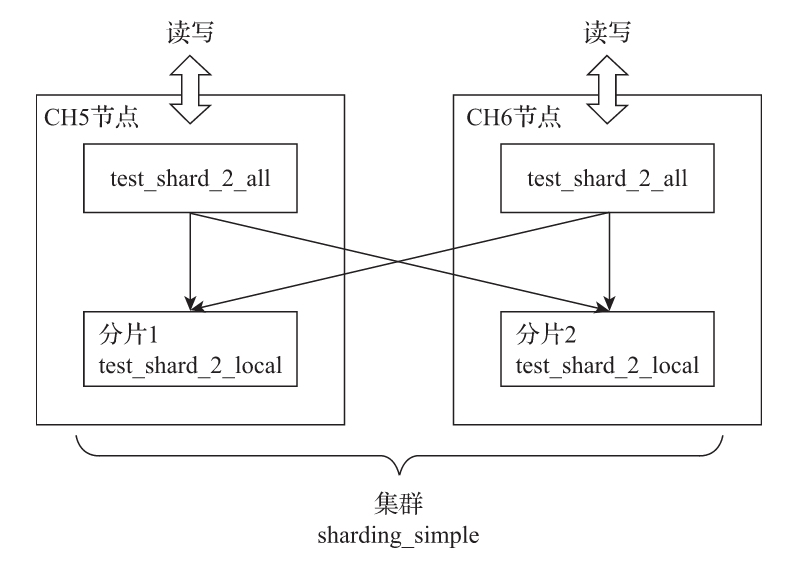 读写
读写
CH5节点
CH6节点
test_shard_2_all
test_shard_2_all
分片1
test_shard_2_local
分片2
test_shard_2_local
集群
sharding_simple